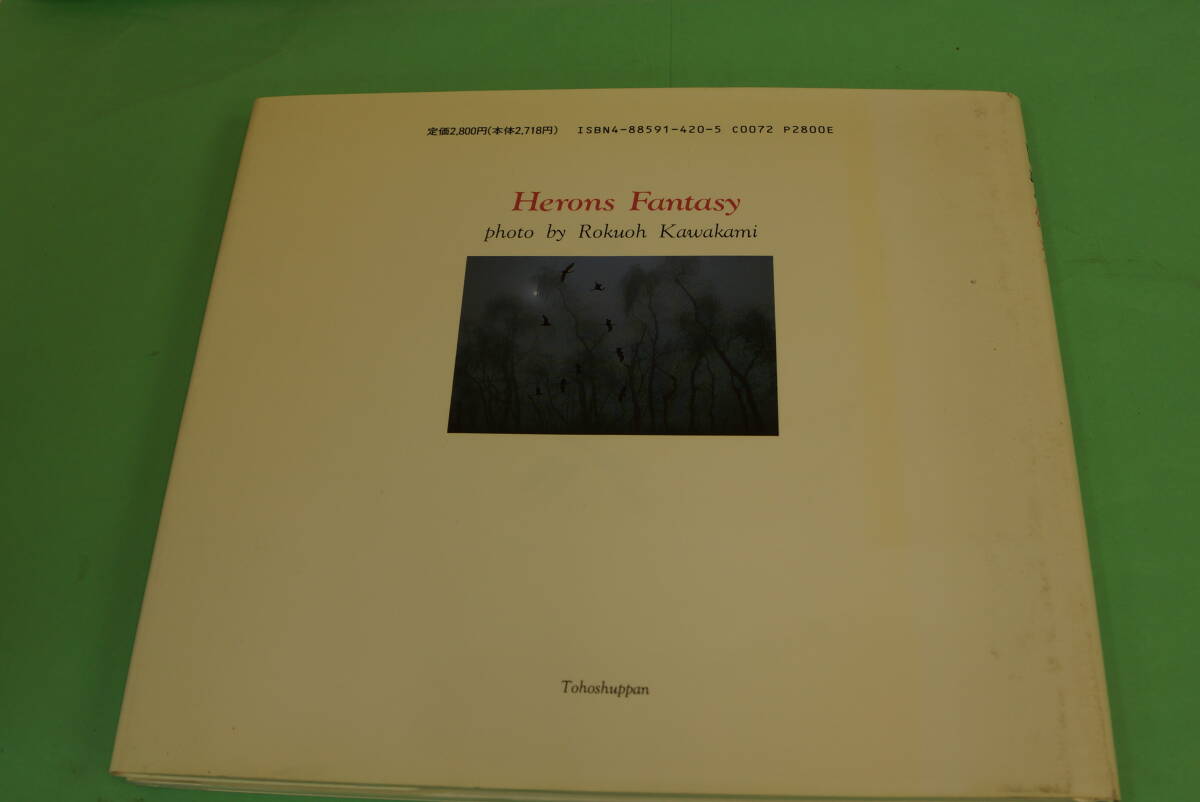 定価2,800円(本体2,718円) ISBN4-88591-420-5 C0072 P2800E
Herons Fantasy
photo by Rokuoh Kawakami
Tohoshuppan